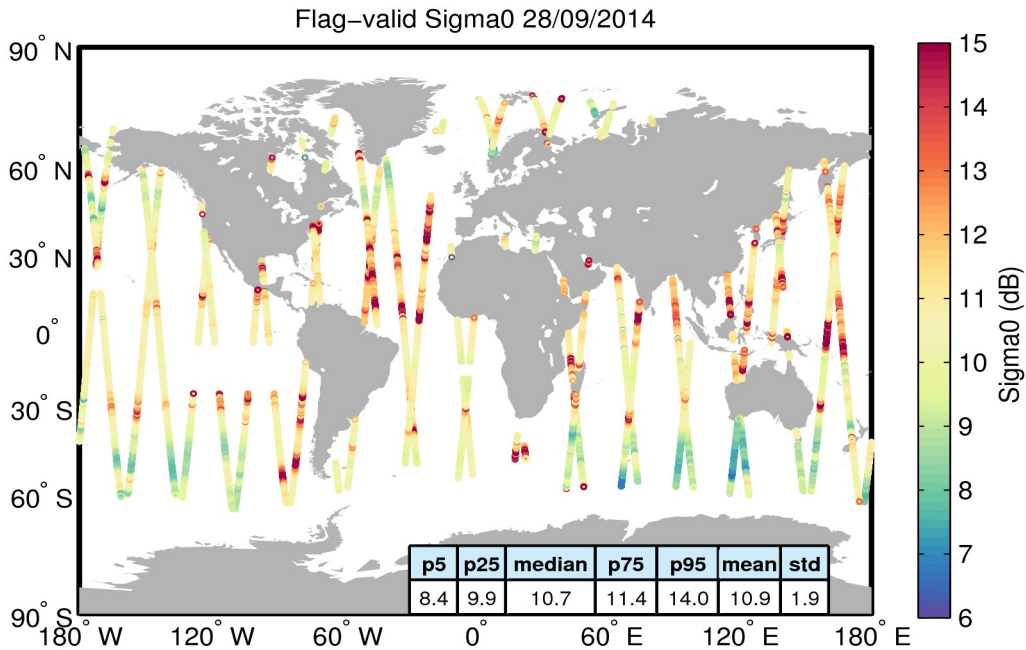 Flag−valid Sigma0 28/09/2014
90° N
60° N
30° N
0°
30° S
60° S
90° S
180° W
120° W
60° W
0°
60° E
120° E
180° E
p5 p25 median p75 p95 mean std
8.4 9.9 10.7 11.4 14.0 10.9 1.9
15
14
13
12
11
10
9
8
7
6
Sigma0 (dB)